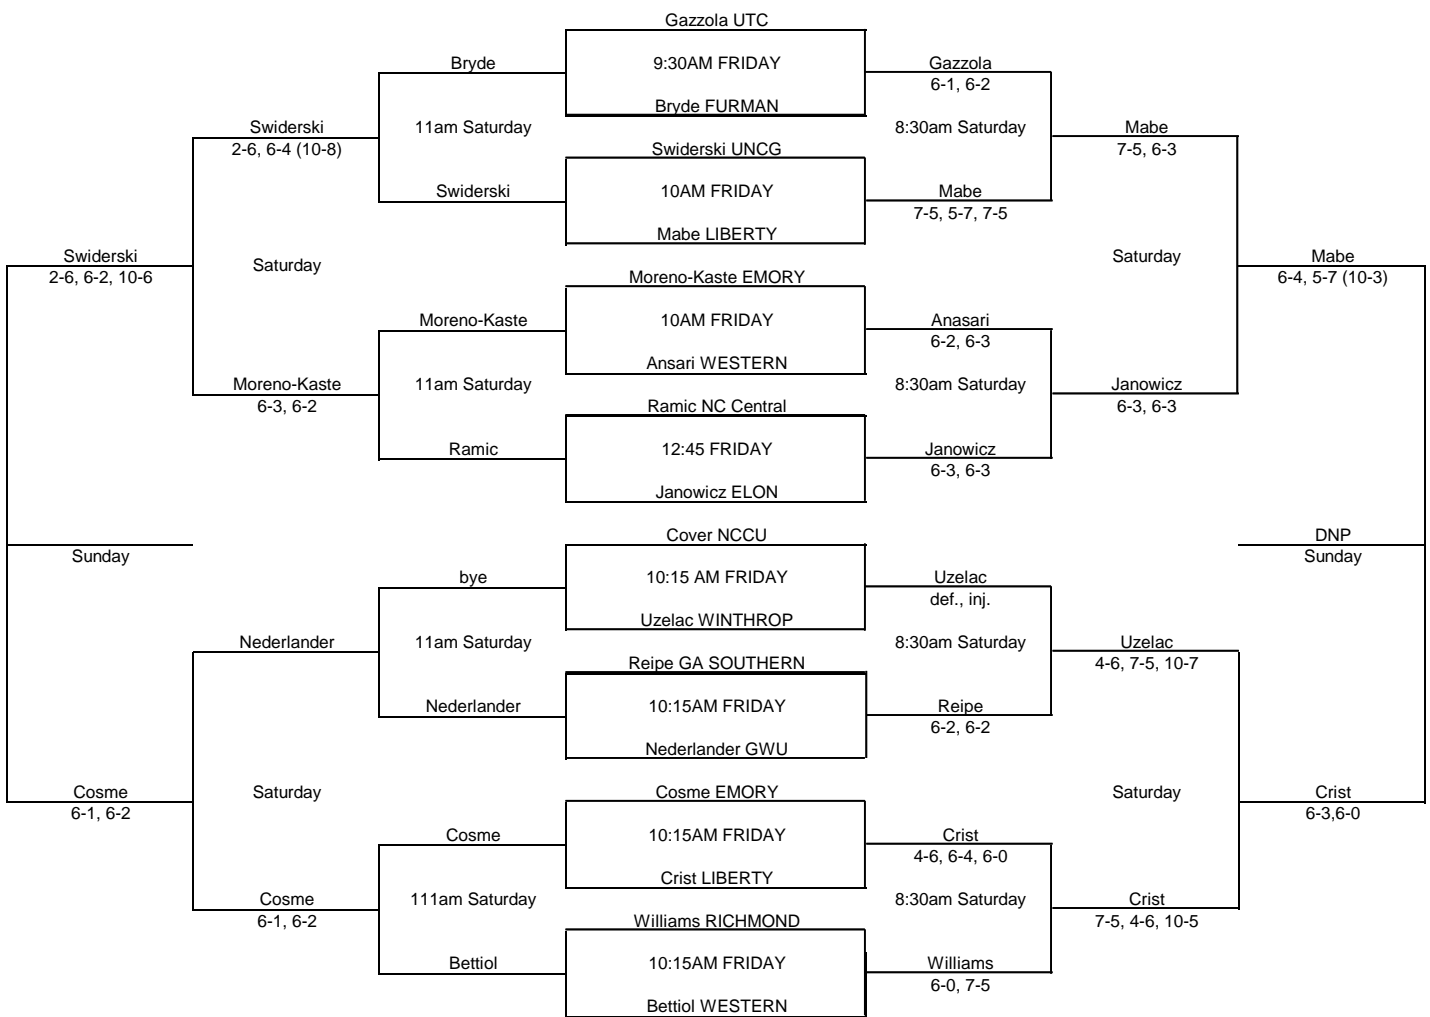 Gazzola UTC
Bryde
9:30AM FRIDAY
Gazzola
6-1, 6-2
Bryde FURMAN
Swiderski
2-6, 6-4 (10-8)
11am Saturday
8:30am Saturday
Mabe
7-5, 6-3
Swiderski UNCG
Swiderski
10AM FRIDAY
Mabe
7-5, 5-7, 7-5
Mabe LIBERTY
Swiderski
2-6, 6-2, 10-6
Saturday
Saturday
Mabe
6-4, 5-7 (10-3)
Moreno-Kaste EMORY
Moreno-Kaste
10AM FRIDAY
Anasari
6-2, 6-3
Ansari WESTERN
Moreno-Kaste
6-3, 6-2
11am Saturday
8:30am Saturday
Janowicz
6-3, 6-3
Ramic NC Central
Ramic
12:45 FRIDAY
Janowicz
6-3, 6-3
Janowicz ELON
Sunday
Cover NCCU
DNP
Sunday
bye
10:15 AM FRIDAY
Uzelac
def., inj.
Uzelac WINTHROP
Nederlander
11am Saturday
8:30am Saturday
Uzelac
4-6, 7-5, 10-7
Reipe GA SOUTHERN
Nederlander
10:15AM FRIDAY
Reipe
6-2, 6-2
Nederlander GWU
Cosme
6-1, 6-2
Saturday
Saturday
Crist
6-3,6-0
Cosme EMORY
Cosme
10:15AM FRIDAY
Crist
4-6, 6-4, 6-0
Crist LIBERTY
Cosme
6-1, 6-2
111am Saturday
8:30am Saturday
Crist
7-5, 4-6, 10-5
Williams RICHMOND
Bettiol
10:15AM FRIDAY
Williams
6-0, 7-5
Bettiol WESTERN